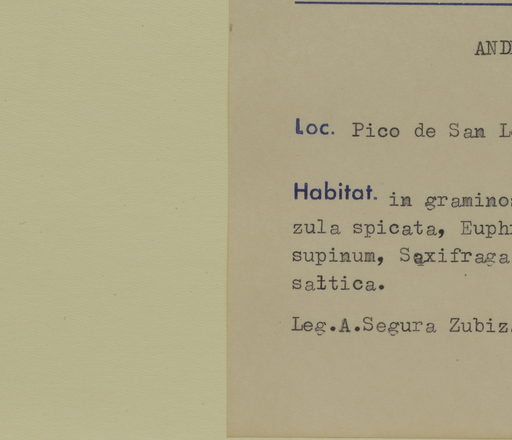 AND
Loc. Pico de San L
Habitat. in gramino
zula spicata, Euph
supinum, Saxifraga
saltica.
Leg.A.Segura Zubiz